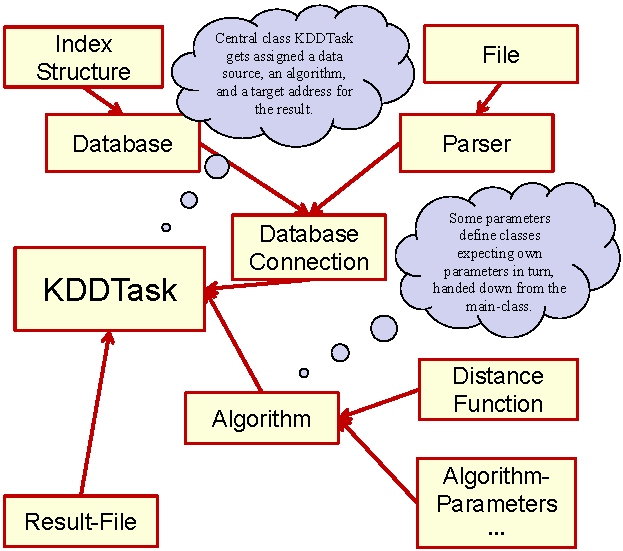 Index
Structure
Central class KDDTask
gets assigned a data
source, an algorithm,
and a target address for
the result.
File
Database
Parser
Database
Connection
Some parameters
define classes
expecting own
parameters in turn,
handed down from the
main-class.
KDDTask
Distance
Function
Algorithm
Algorithm-
Parameters
...
Result-File